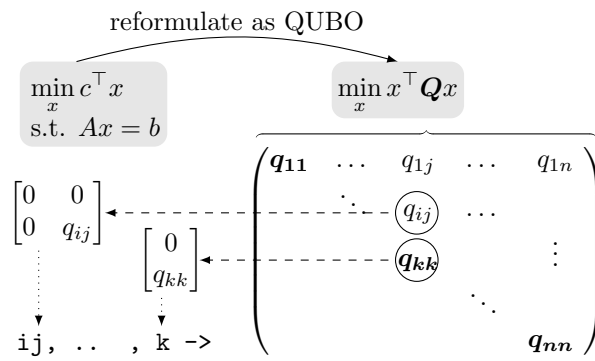 reformulate as QUBO
min c⊤x
x
s.t. Ax = b
min x⊤Qx
x
q11 … q1j … q1n
⋱ qij …
qkk ⋮
⋱
qnn
0 0
0 qij
0
qkk
ij, .. , k ->